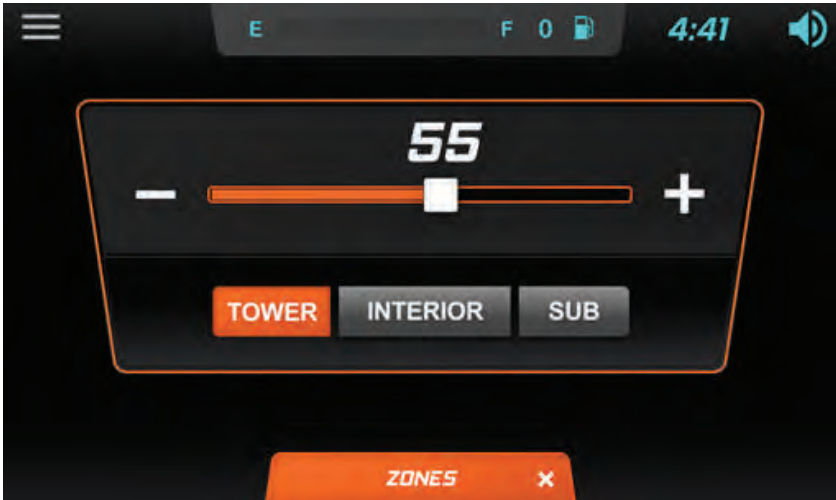 E F 0 4:41
55
− +
TOWER INTERIOR SUB
ZONES ×